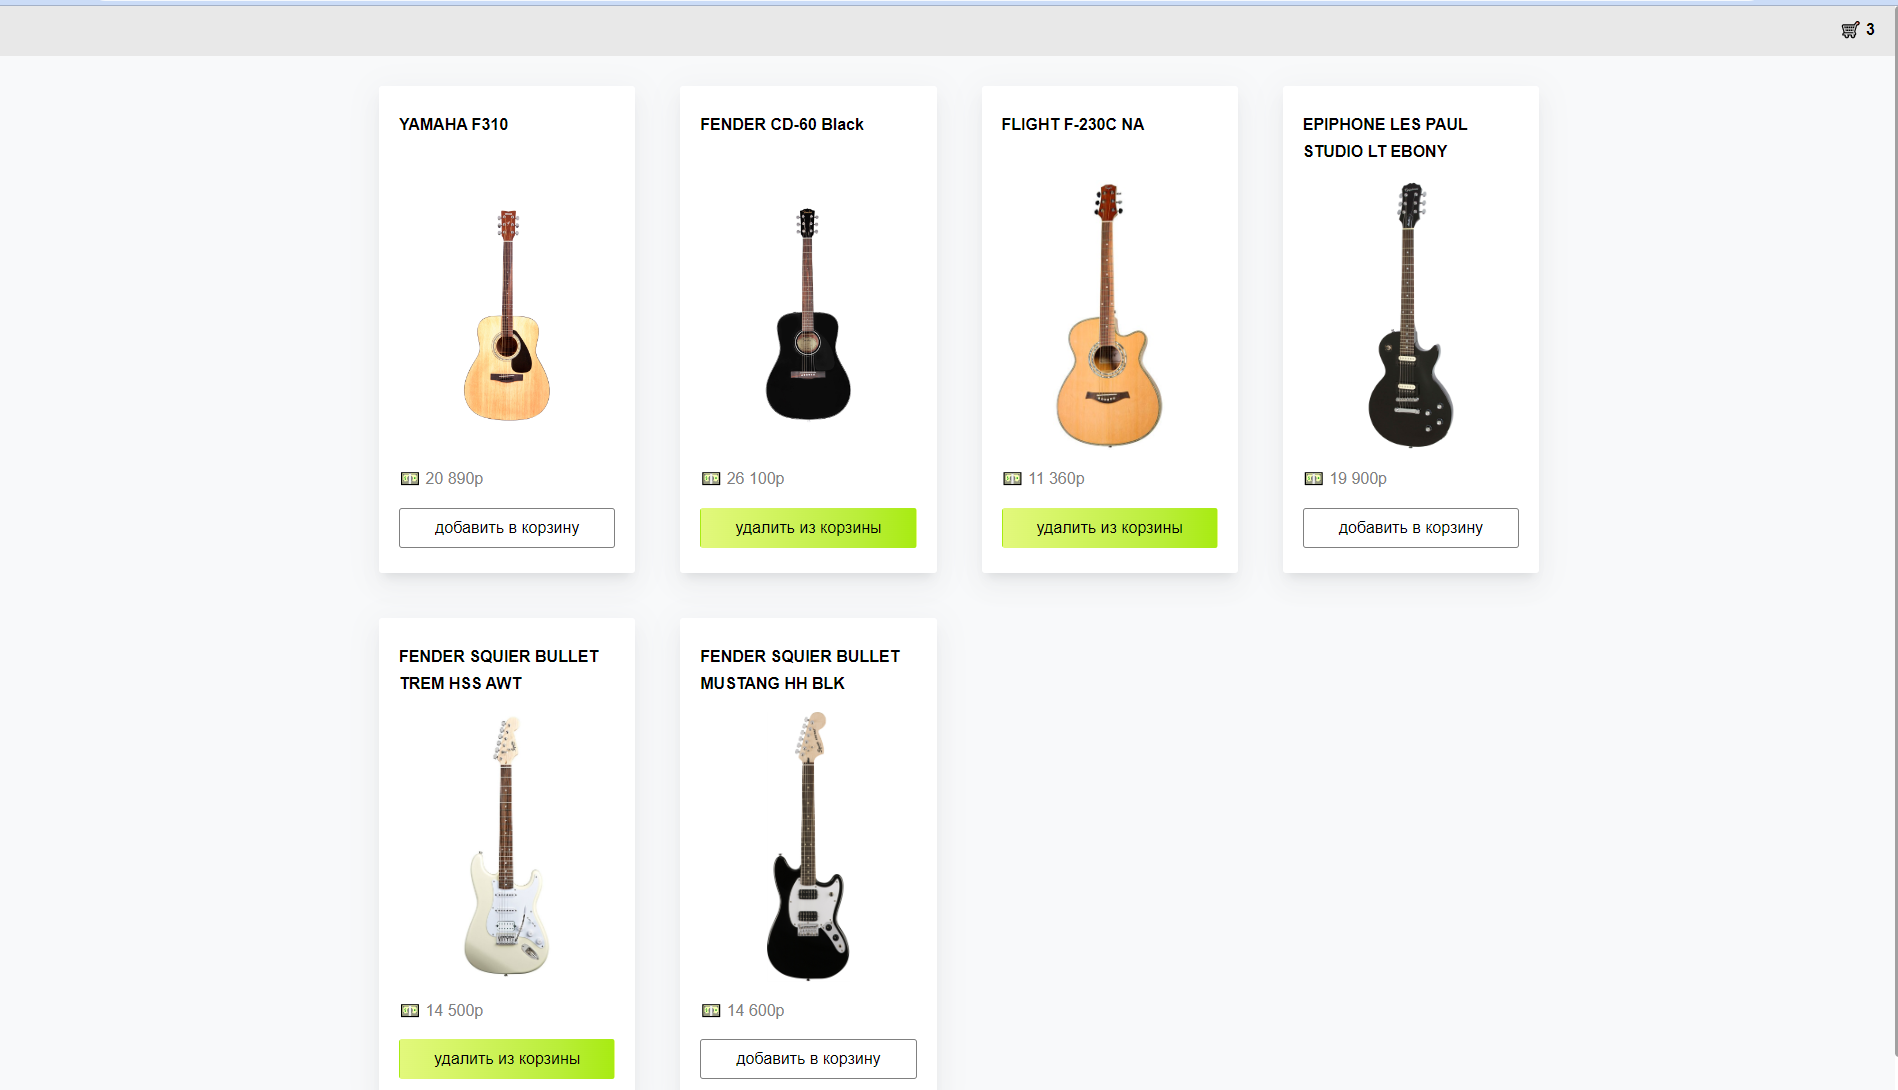 3
YAMAHA F310
FENDER CD-60 Black
FLIGHT F-230C NA
EPIPHONE LES PAUL
STUDIO LT EBONY
20 890р
26 100р
11 360р
19 900р
добавить в корзину
удалить из корзины
удалить из корзины
добавить в корзину
FENDER SQUIER BULLET
TREM HSS AWT
FENDER SQUIER BULLET
MUSTANG HH BLK
14 500р
14 600р
удалить из корзины
добавить в корзину